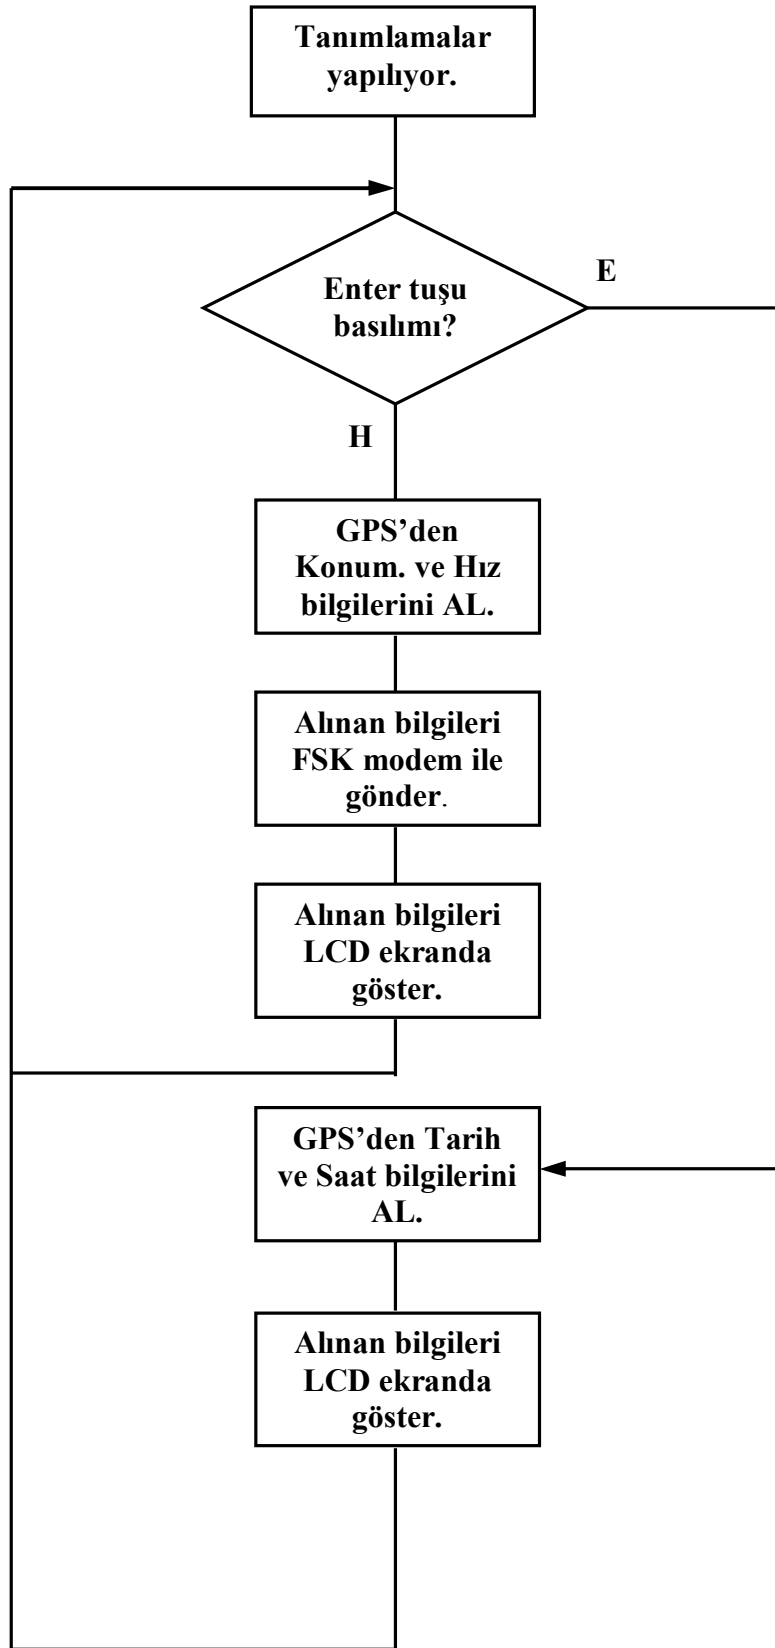 Tanımlamalar
yapılıyor.
E
Enter tuşu
basılımı?
H
GPS’den
Konum. ve Hız
bilgilerini AL.
Alınan bilgileri
FSK modem ile
gönder.
Alınan bilgileri
LCD ekranda
göster.
GPS’den Tarih
ve Saat bilgilerini
AL.
Alınan bilgileri
LCD ekranda
göster.